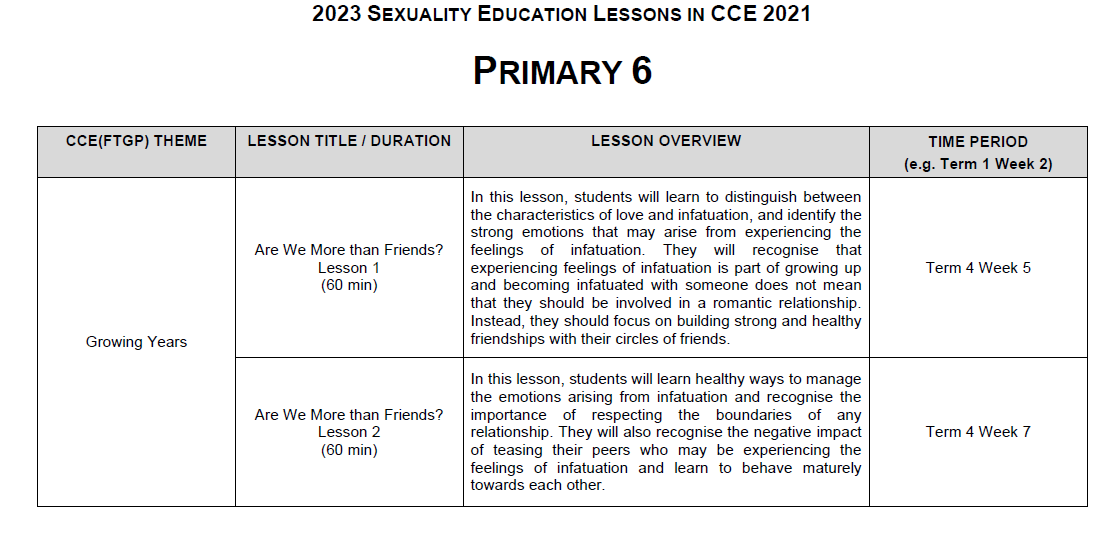 2023 SEXUALITY EDUCATION LESSONS IN CCE 2021
PRIMARY 6
CCE(FTGP) THEME
LESSON TITLE / DURATION
LESSON OVERVIEW
TIME PERIOD
(e.g. Term 1 Week 2)
Growing Years
Are We More than Friends?
Lesson 1
(60 min)
In this lesson, students will learn to distinguish between
the characteristics of love and infatuation, and identify the
strong emotions that may arise from experiencing the
feelings of infatuation. They will recognise that
experiencing feelings of infatuation is part of growing up
and becoming infatuated with someone does not mean
that they should be involved in a romantic relationship.
Instead, they should focus on building strong and healthy
friendships with their circles of friends.
Term 4 Week 5
Are We More than Friends?
Lesson 2
(60 min)
In this lesson, students will learn healthy ways to manage
the emotions arising from infatuation and recognise the
importance of respecting the boundaries of any
relationship. They will also recognise the negative impact
of teasing their peers who may be experiencing the
feelings of infatuation and learn to behave maturely
towards each other.
Term 4 Week 7